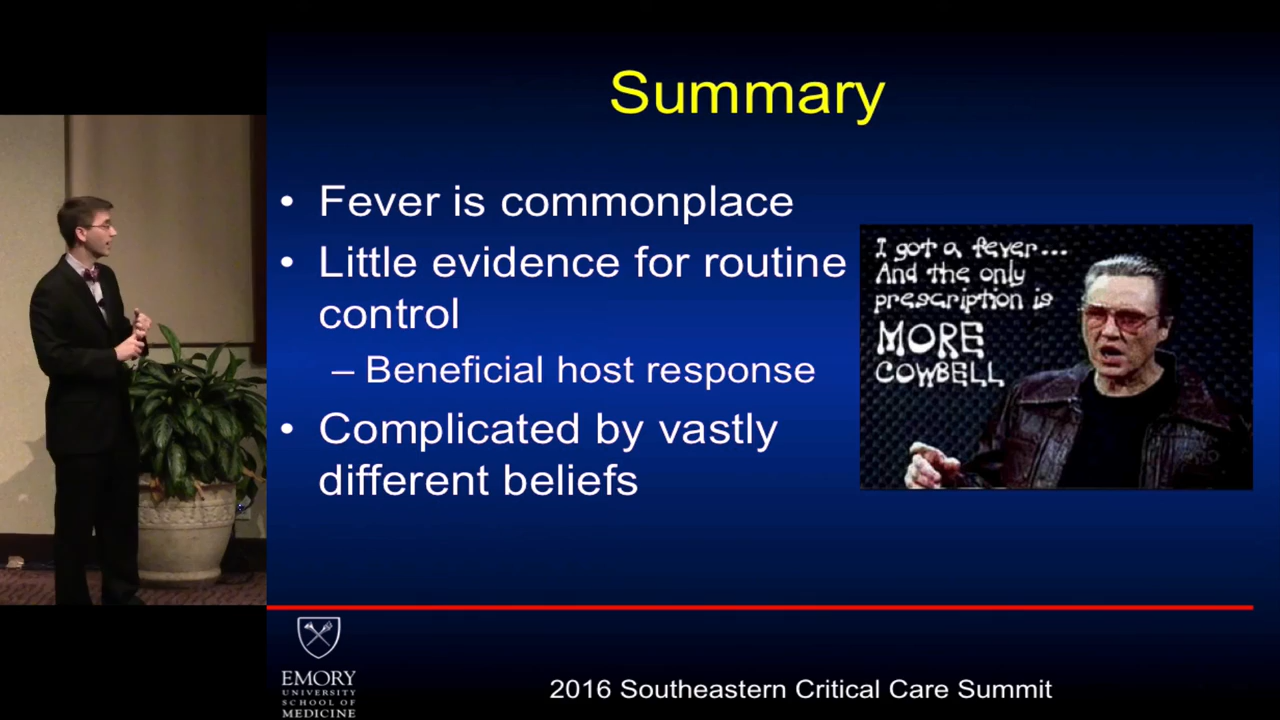 Summary
• Fever is commonplace
• Little evidence for routine
control
– Beneficial host response
• Complicated by vastly
different beliefs
I got a fever...
And the only
prescription is
MORE
COWBELL
EMORY
UNIVERSITY
SCHOOL OF
MEDICINE
2016 Southeastern Critical Care Summit